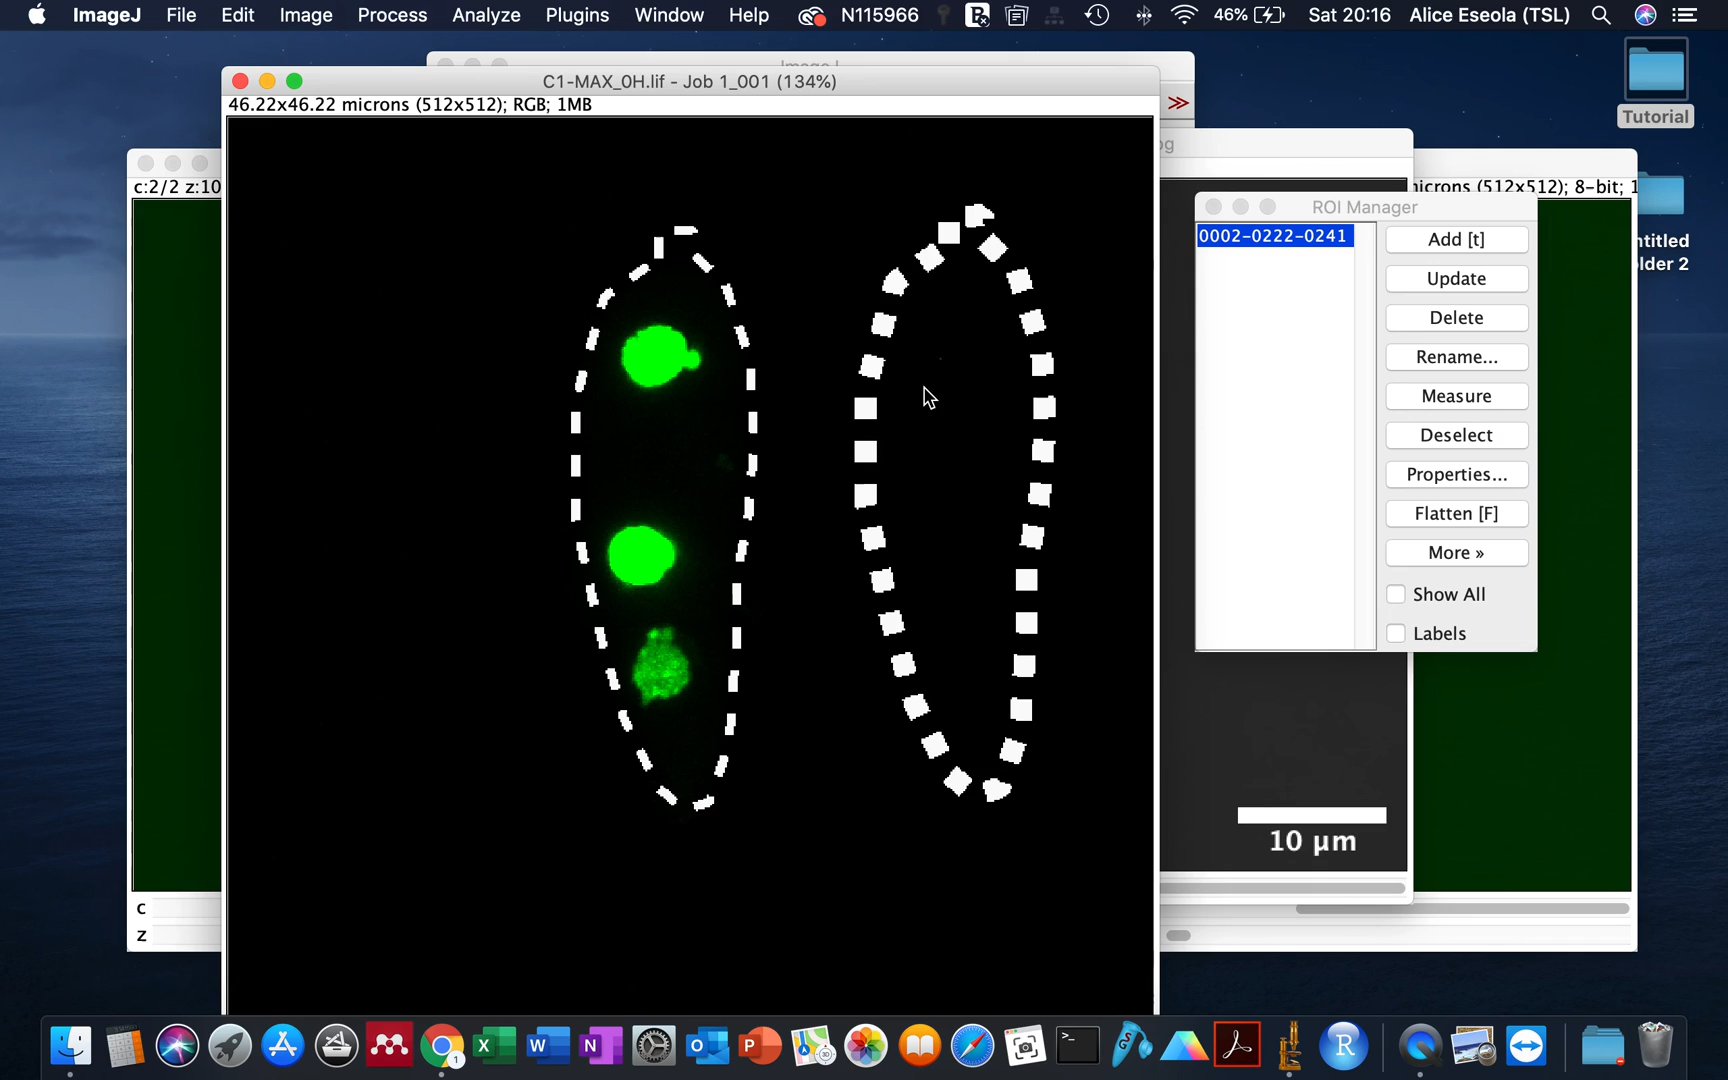 ImageJ File Edit Image Process Analyze Plugins Window Help N115966 46% Sat 20:16 Alice Eseola (TSL)
Tutorial
C1-MAX_0H.lif - Job 1_001 (134%)
46.22x46.22 microns (512x512); RGB; 1MB
c:2/2 z:10
icrons (512x512); 8-bit; 1
ROI Manager
0002-0222-0241
Add [t]
Update
Delete
Rename...
Measure
Deselect
Properties...
Flatten [F]
More »
Show All
Labels
ntitled
lder 2
10 µm
C
Z